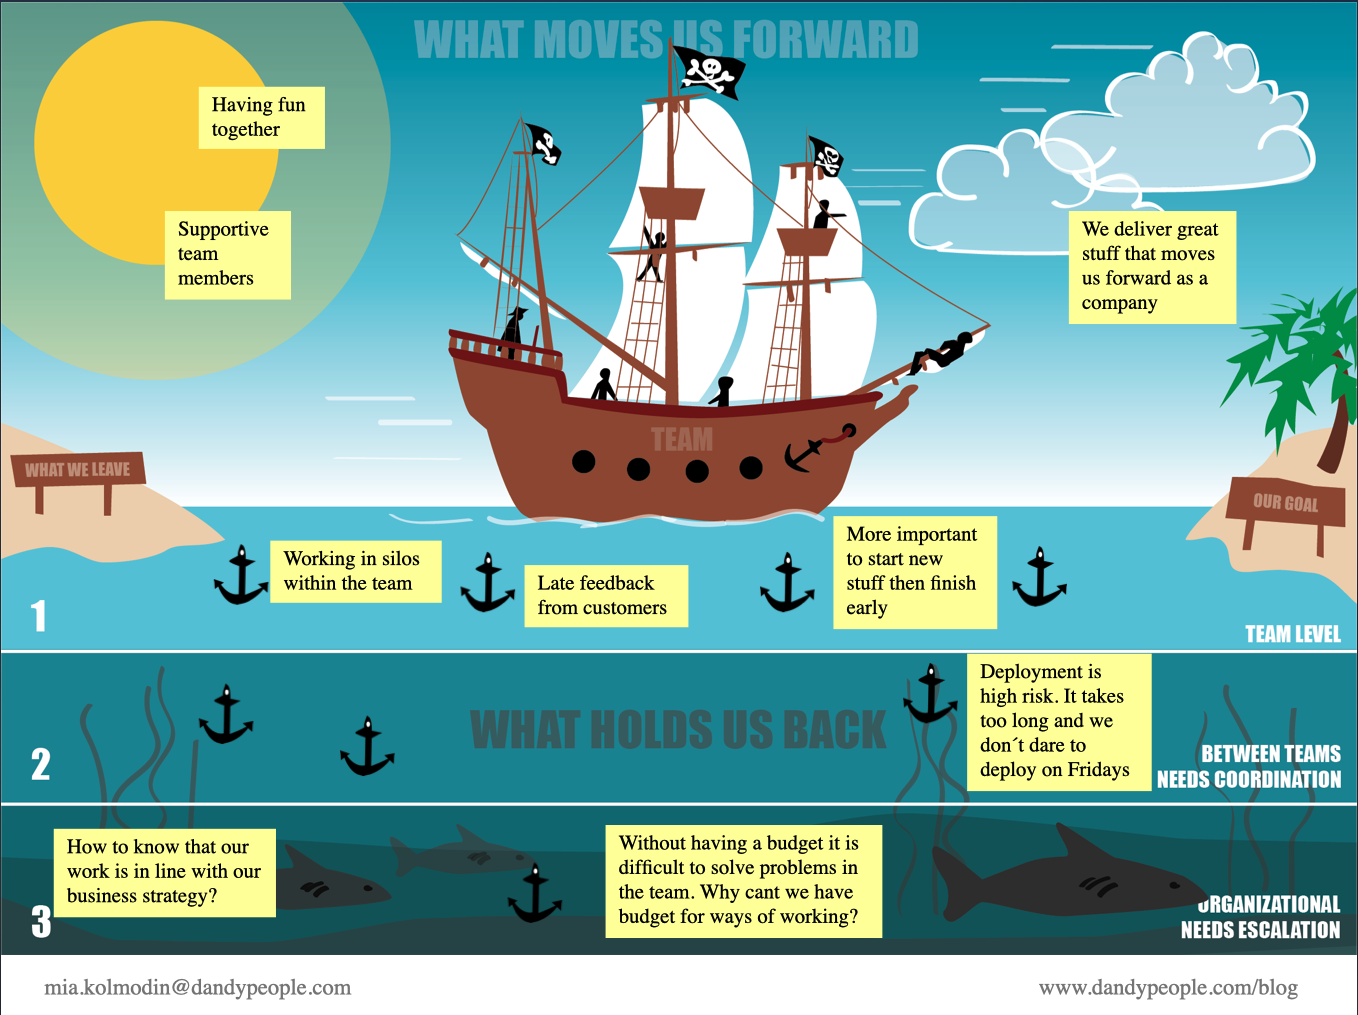 WHAT MOVES US FORWARD
Having fun
together
Supportive
team
members
We deliver great
stuff that moves
us forward as a
company
TEAM
WHAT WE LEAVE
OUR GOAL
Working in silos
within the team
Late feedback
from customers
More important
to start new
stuff then finish
early
1
TEAM LEVEL
Deployment is
high risk. It takes
too long and we
don´t dare to
deploy on Fridays
WHAT HOLDS US BACK
2
BETWEEN TEAMS
NEEDS COORDINATION
How to know that our
work is in line with our
business strategy?
Without having a budget it is
difficult to solve problems in
the team. Why cant we have
budget for ways of working?
3
ORGANIZATIONAL
NEEDS ESCALATION
mia.kolmodin@dandypeople.com
www.dandypeople.com/blog